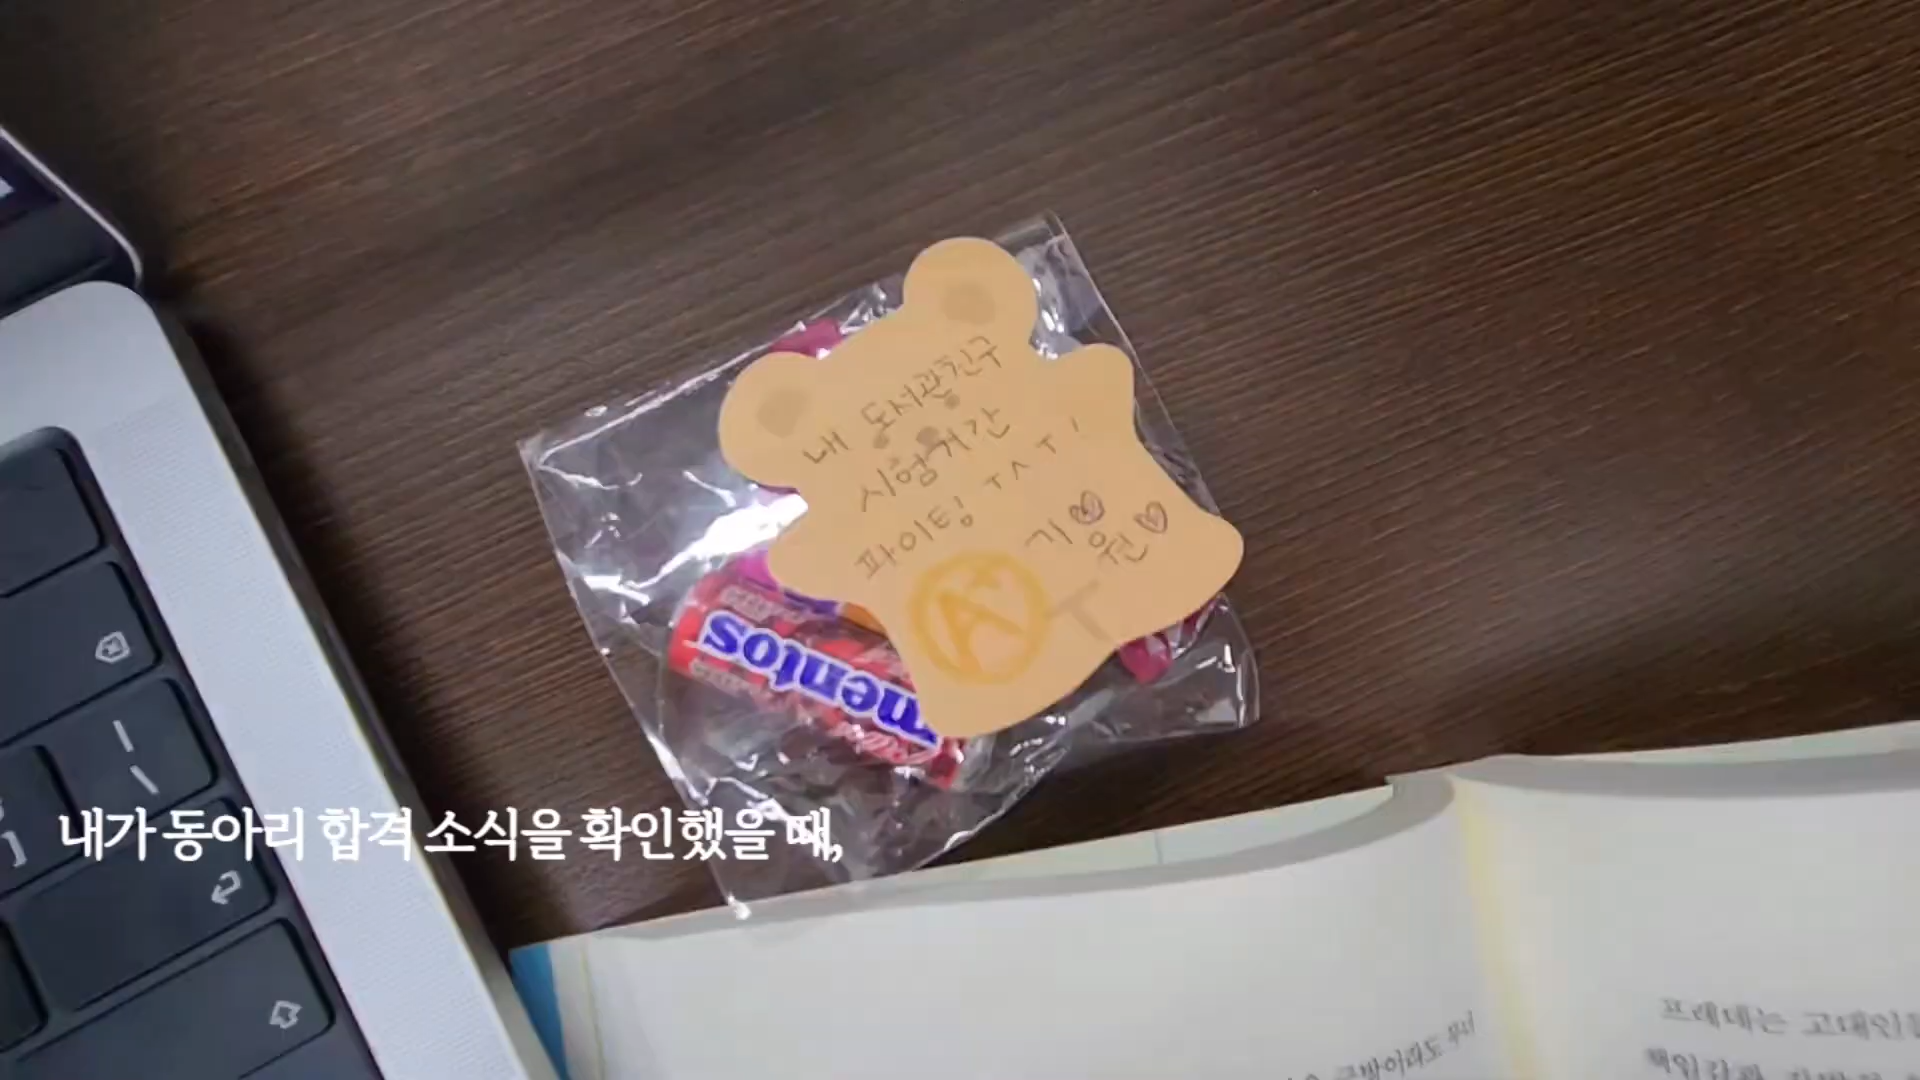 내 도서관친구
시험기간
파이팅 ㅜㅅㅜ!
기♡
원♡
A+
mentos
내가 동아리 합격 소식을 확인했을 때,
프레데는 고대인들